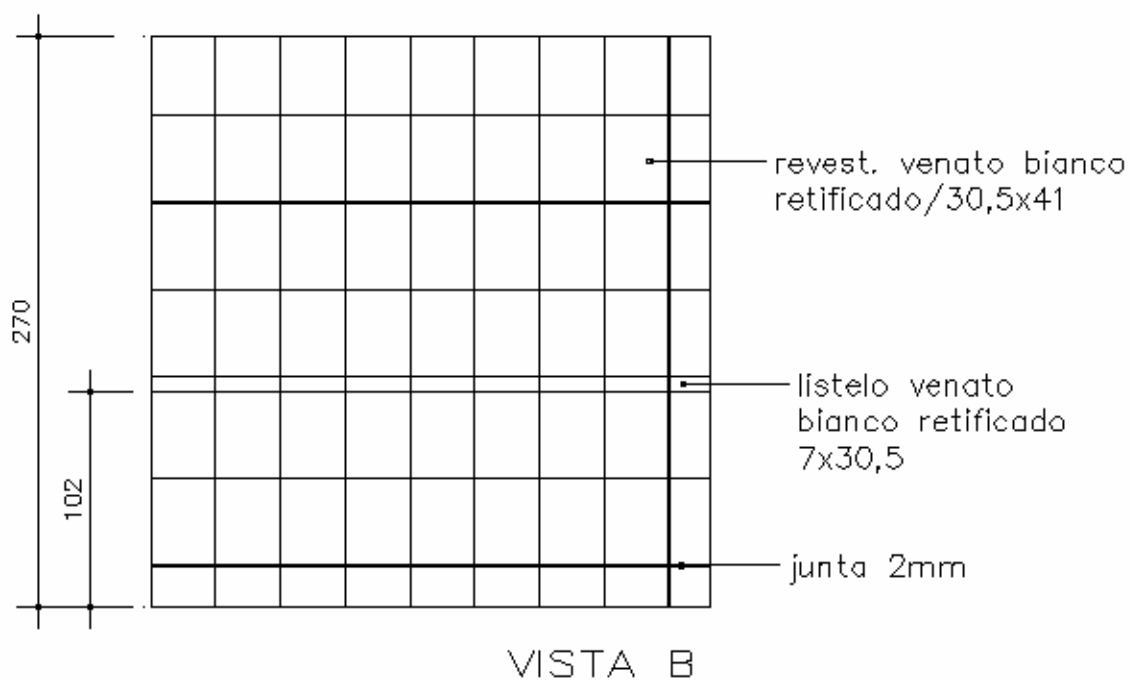 270
102
revest. venato bianco
retificado/30,5x41
listelo venato
bianco retificado
7x30,5
junta 2mm
VISTA B